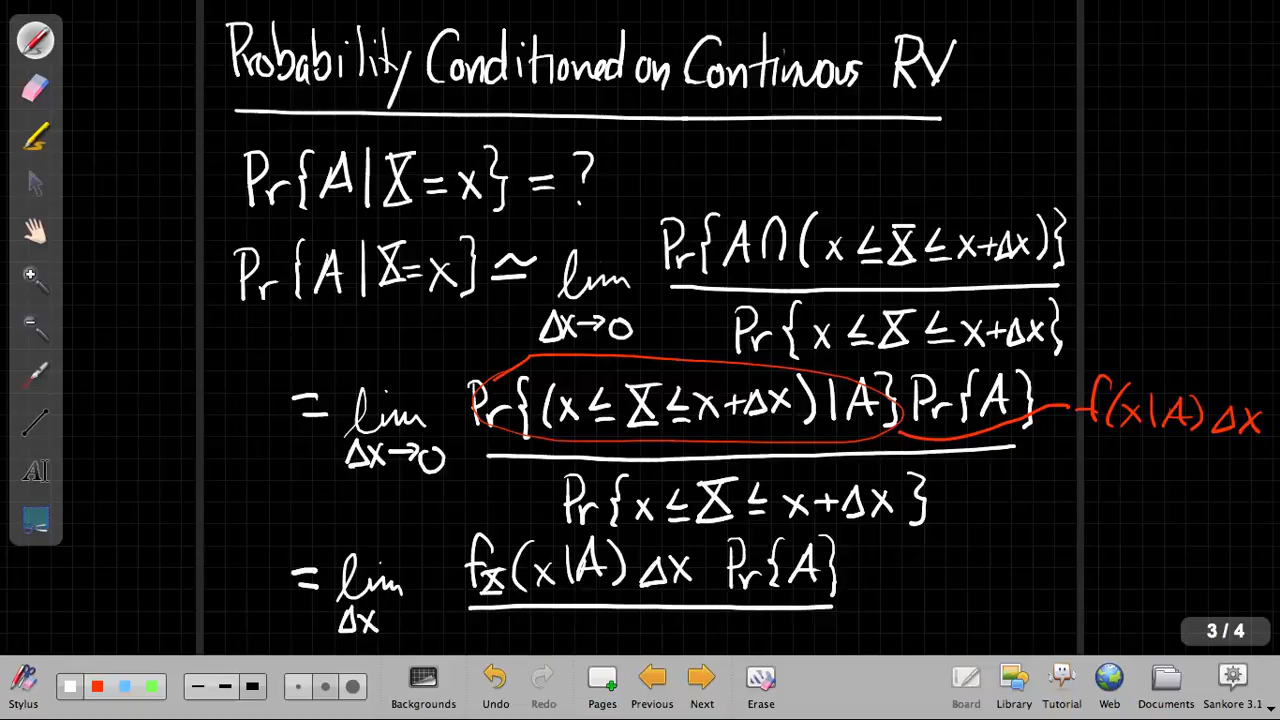 Probability Conditioned on Continuous RV
Pr{A|X=x} = ?
Pr{A|X=x} ≃ lim Δx→0 Pr{A∩(x≤X≤x+Δx)}
Pr{x≤X≤x+Δx}
= lim Δx→0 Pr{(x≤X≤x+Δx)|A} Pr{A} f(x|A) Δx
Pr{x≤X≤x+Δx}
= lim Δx f_X(x|A) Δx Pr{A}
3/4
AI
Stylus Backgrounds Undo Redo Pages Previous Next Erase Board Library Tutorial Web Documents Sankore 3.1